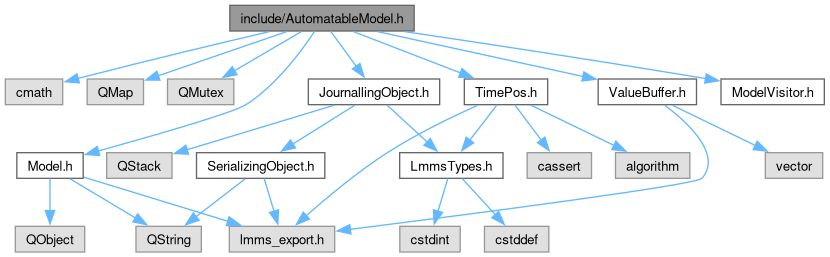 include/AutomatableModel.h
cmath
QMap
QMutex
JournallingObject.h
TimePos.h
ValueBuffer.h
ModelVisitor.h
Model.h
QStack
SerializingObject.h
LmmsTypes.h
cassert
algorithm
vector
QObject
QString
lmms_export.h
cstdint
cstddef